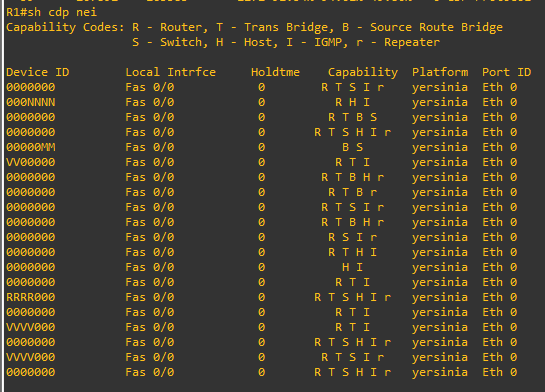 R1#sh cdp nei
Capability Codes: R - Router, T - Trans Bridge, B - Source Route Bridge
S - Switch, H - Host, I - IGMP, r - Repeater
Device ID Local Intrfce Holdtme Capability Platform Port ID
0000000 Fas 0/0 0 R T S I r yersinia Eth 0
000NNNN Fas 0/0 0 R H I yersinia Eth 0
0000000 Fas 0/0 0 R T B S yersinia Eth 0
0000000 Fas 0/0 0 R T S H I r yersinia Eth 0
00000MM Fas 0/0 0 B S yersinia Eth 0
VV00000 Fas 0/0 0 R T I yersinia Eth 0
0000000 Fas 0/0 0 R T B H r yersinia Eth 0
0000000 Fas 0/0 0 R T B r yersinia Eth 0
0000000 Fas 0/0 0 R T S I r yersinia Eth 0
0000000 Fas 0/0 0 R T B H r yersinia Eth 0
0000000 Fas 0/0 0 R S I r yersinia Eth 0
0000000 Fas 0/0 0 R T H I yersinia Eth 0
0000000 Fas 0/0 0 H I yersinia Eth 0
0000000 Fas 0/0 0 R T I yersinia Eth 0
RRRR000 Fas 0/0 0 R T S H I r yersinia Eth 0
0000000 Fas 0/0 0 R T I yersinia Eth 0
VVVV000 Fas 0/0 0 R T I yersinia Eth 0
0000000 Fas 0/0 0 R T S H I r yersinia Eth 0
VVVV000 Fas 0/0 0 R T S I r yersinia Eth 0
0000000 Fas 0/0 0 R T S H I r yersinia Eth 0